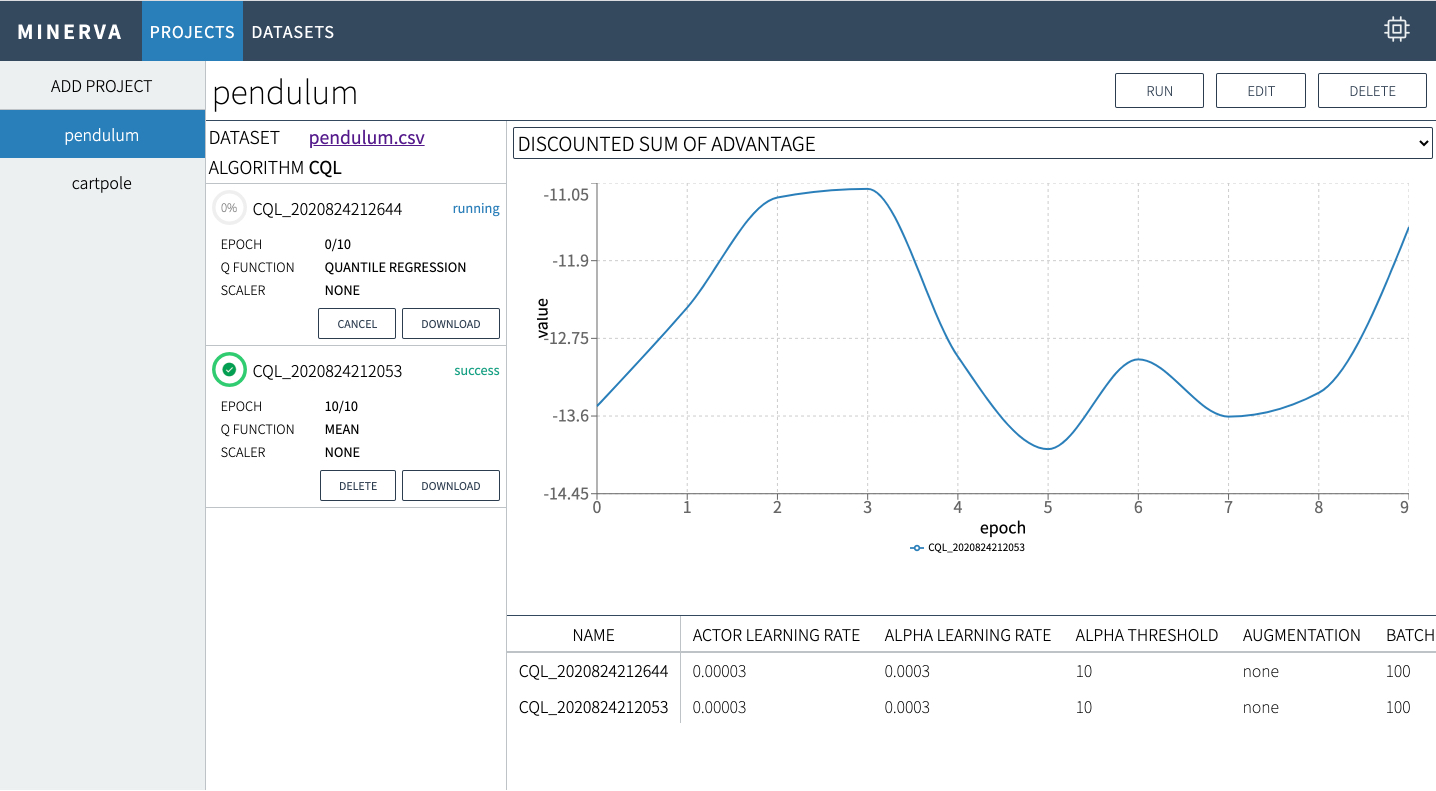 MINERVA PROJECTS DATASETS
ADD PROJECT
pendulum
cartpole
pendulum
RUN EDIT DELETE
DATASET pendulum.csv
ALGORITHM CQL
0% CQL_2020824212644 running
EPOCH 0/10
Q FUNCTION QUANTILE REGRESSION
SCALER NONE
CANCEL DOWNLOAD
CQL_2020824212053 success
EPOCH 10/10
Q FUNCTION MEAN
SCALER NONE
DELETE DOWNLOAD
DISCOUNTED SUM OF ADVANTAGE
-11.05
-11.9
-12.75
-13.6
-14.45
value
0 1 2 3 4 5 6 7 8 9
epoch
CQL_2020824212053
NAME ACTOR LEARNING RATE ALPHA LEARNING RATE ALPHA THRESHOLD AUGMENTATION BATCH
CQL_2020824212644 0.00003 0.0003 10 none 100
CQL_2020824212053 0.00003 0.0003 10 none 100